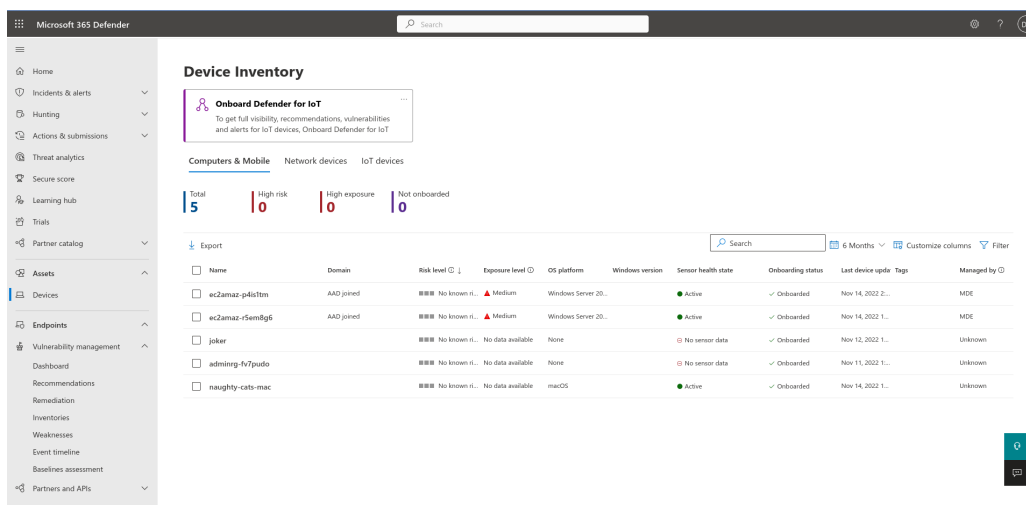 Microsoft 365 Defender
Search
Home
Incidents & alerts
Hunting
Actions & submissions
Threat analytics
Secure score
Learning hub
Trials
Partner catalog
Assets
Devices
Endpoints
Vulnerability management
Dashboard
Recommendations
Remediation
Inventories
Weaknesses
Event timeline
Baselines assessment
Partners and APIs
Device Inventory
Onboard Defender for IoT
To get full visibility, recommendations, vulnerabilities
and alerts for IoT devices, Onboard Defender for IoT
Computers & Mobile Network devices IoT devices
Total High risk High exposure Not onboarded
5 0 0 0
Export Search 6 Months Customize columns Filter
Name Domain Risk level Exposure level OS platform Windows version Sensor health state Onboarding status Last device upda Tags Managed by
ec2amaz-p4is1tm AAD joined No known ri... Medium Windows Server 20... Active Onboarded Nov 14, 2022 2:... MDE
ec2amaz-r5em8g6 AAD joined No known ri... Medium Windows Server 20... Active Onboarded Nov 14, 2022 1... MDE
joker No known ri... No data available None No sensor data Onboarded Nov 12, 2022 1... Unknown
adminrg-fv7pudo No known ri... No data available None No sensor data Onboarded Nov 11, 2022 1... Unknown
naughty-cats-mac No known ri... No data available macOS Active Onboarded Nov 14, 2022 1... Unknown